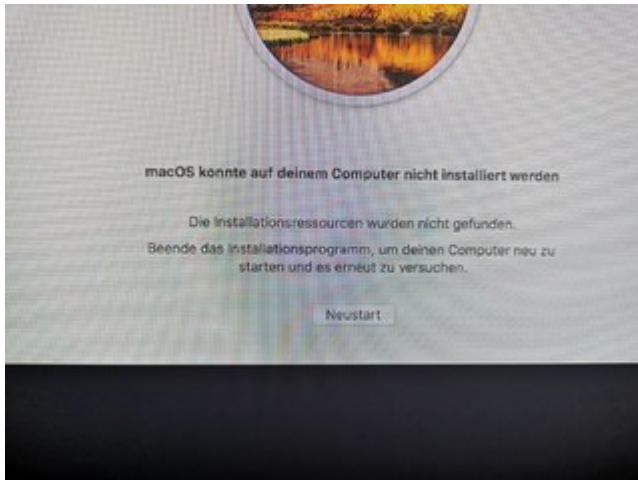 macOS konnte auf deinem Computer nicht installiert werden
Die Installationsressourcen wurden nicht gefunden.
Beende das Installationsprogramm, um deinen Computer neu zu
starten und es erneut zu versuchen.
Neustart